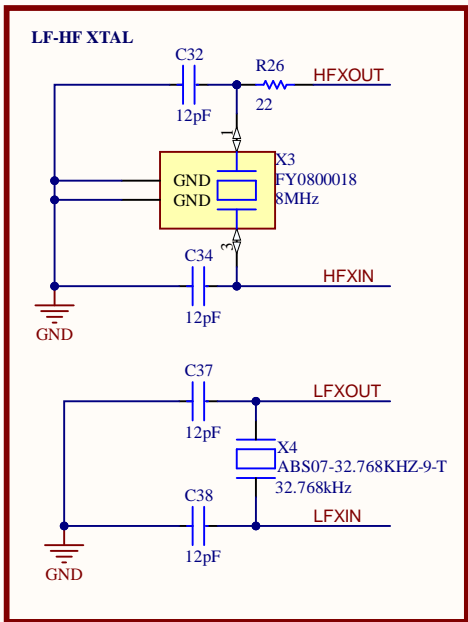 LF-HF XTAL
C32
12pF
R26
22
HFXOUT
1
X3
FY0800018
8MHz
GND
GND
3
C34
12pF
HFXIN
GND
C37
12pF
LFXOUT
X4
ABS07-32.768KHZ-9-T
32.768kHz
C38
12pF
LFXIN
GND